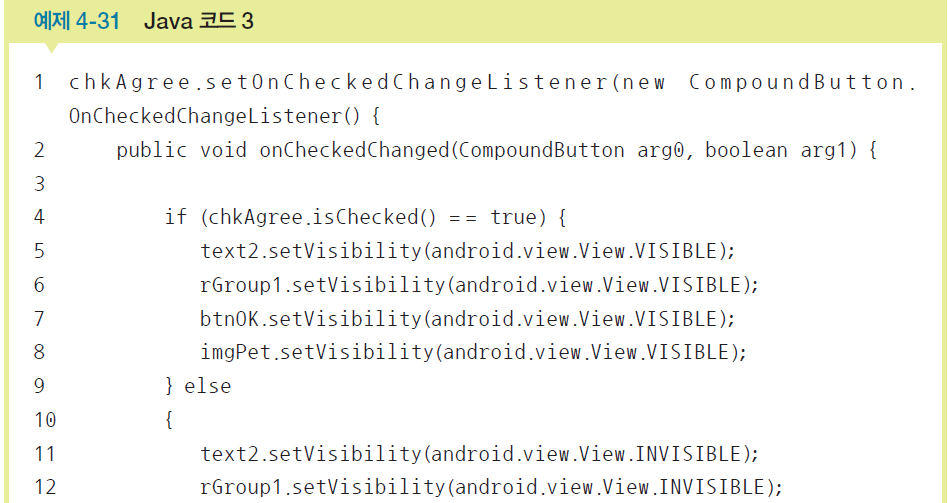 예제 4-31 Java 코드 3
1 chkAgree.setOnCheckedChangeListener(new CompoundButton.
OnCheckedChangeListener() {
2 public void onCheckedChanged(CompoundButton arg0, boolean arg1) {
3
4 if (chkAgree.isChecked() == true) {
5 text2.setVisibility(android.view.View.VISIBLE);
6 rGroup1.setVisibility(android.view.View.VISIBLE);
7 btnOK.setVisibility(android.view.View.VISIBLE);
8 imgPet.setVisibility(android.view.View.VISIBLE);
9 } else
10 {
11 text2.setVisibility(android.view.View.INVISIBLE);
12 rGroup1.setVisibility(android.view.View.INVISIBLE);